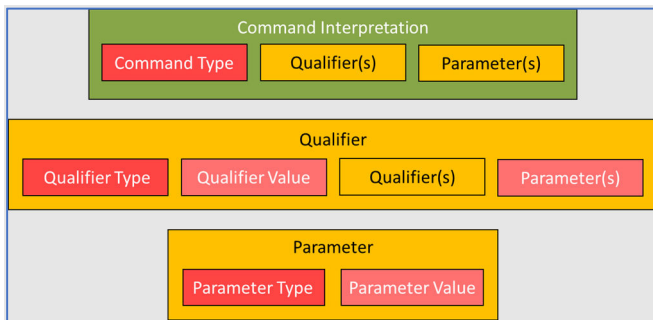 Command Interpretation
Command Type Qualifier(s) Parameter(s)
Qualifier
Qualifier Type Qualifier Value Qualifier(s) Parameter(s)
Parameter
Parameter Type Parameter Value